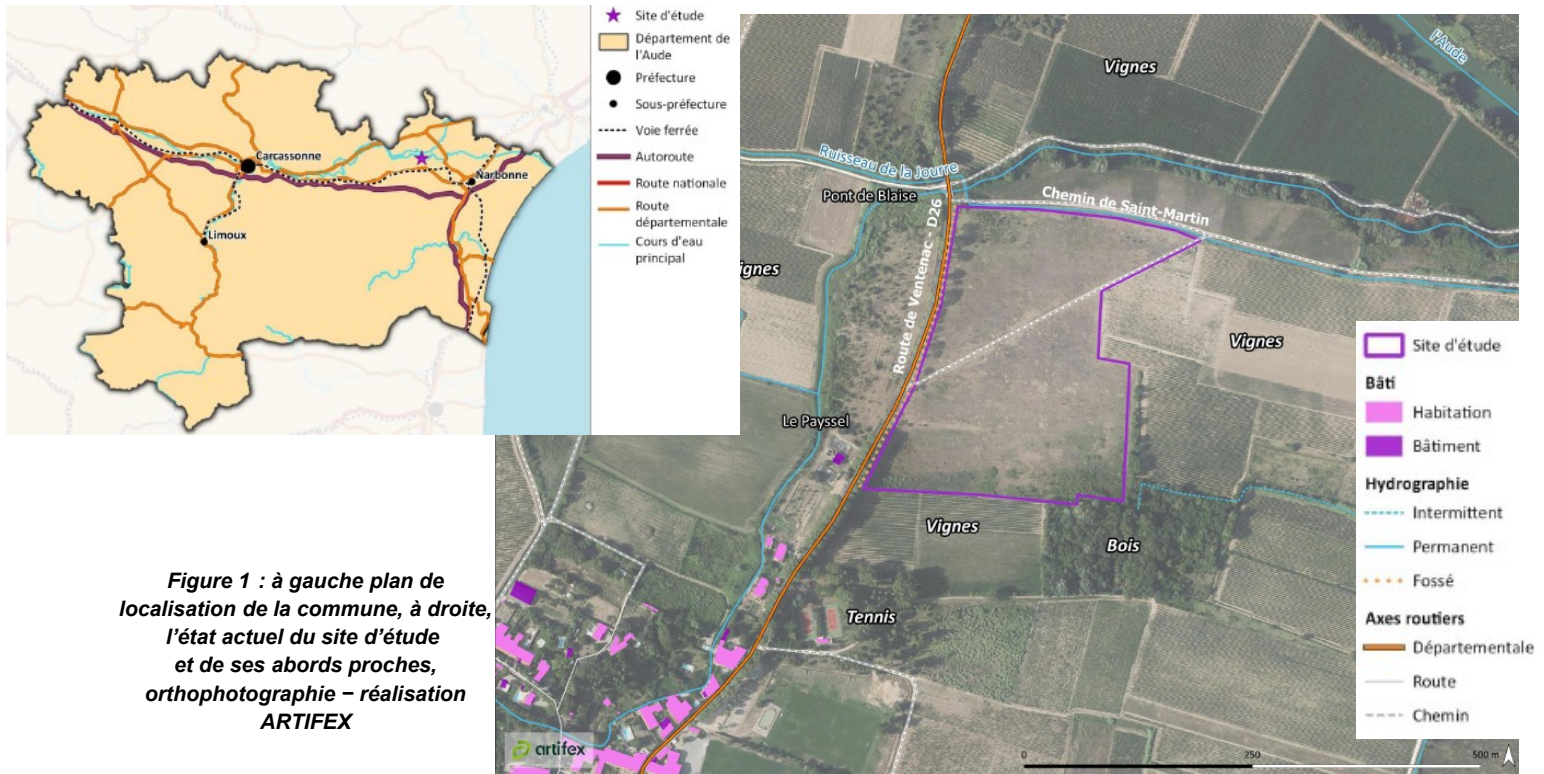 Carcassonne
Narbonne
Limoux
Site d'étude
Département de
l'Aude
Préfecture
Sous-préfecture
Voie ferrée
Autoroute
Route nationale
Route
départementale
Cours d'eau
principal
Vignes
l'Aude
Ruisseau de la Jourre
Pont de Blaise
Chemin de Saint-Martin
ignes
Route de Ventenac - D26
Vignes
Le Payssel
Vignes
Bois
Tennis
artifex
0 250 500 m
Site d'étude
Bâti
Habitation
Bâtiment
Hydrographie
Intermittent
Permanent
Fossé
Axes routiers
Départementale
Route
Chemin
Figure 1 : à gauche plan de
localisation de la commune, à droite,
l'état actuel du site d'étude
et de ses abords proches,
orthophotographie – réalisation
ARTIFEX